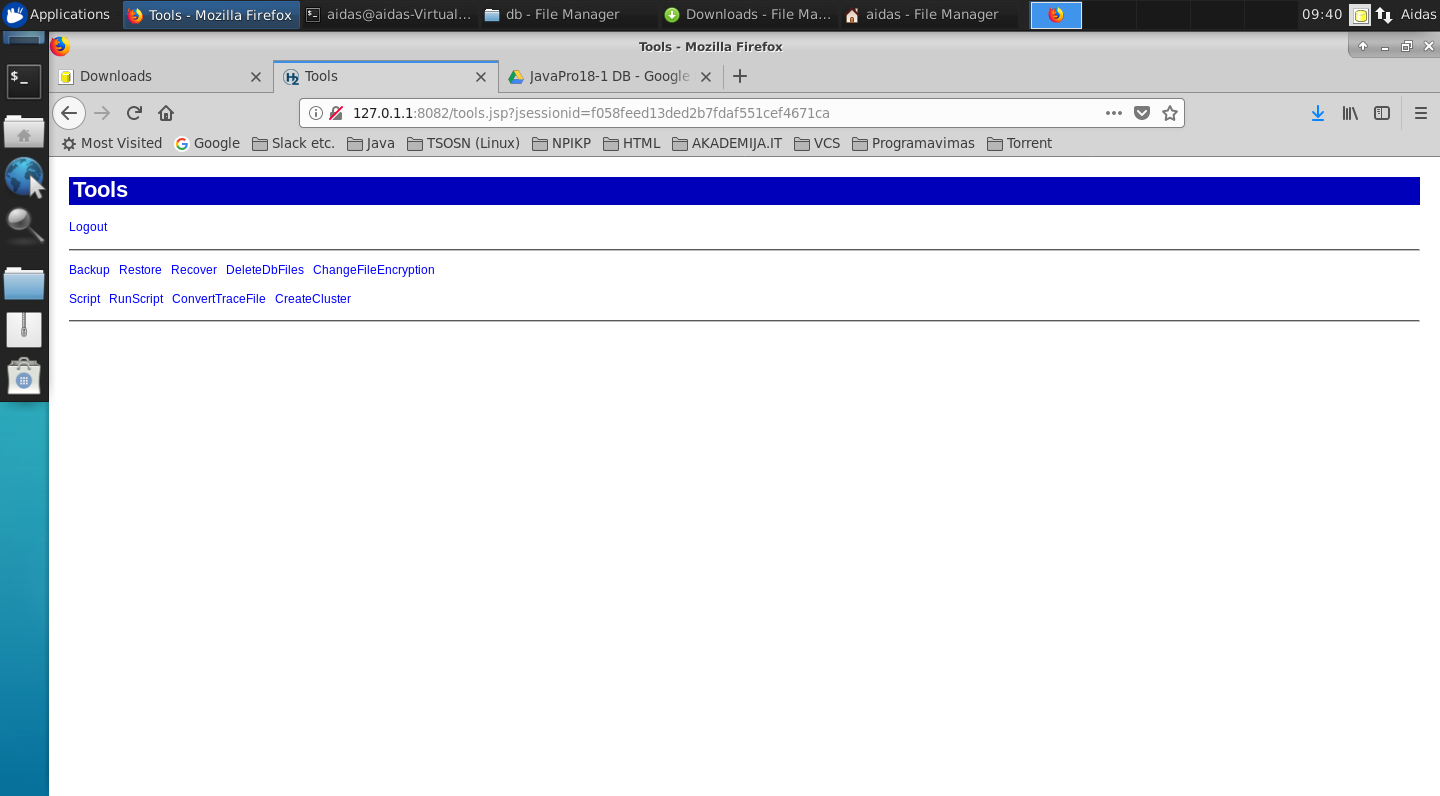 Applications Tools - Mozilla Firefox aidas@aidas-Virtual... db - File Manager Downloads - File Ma... aidas - File Manager 09:40 Aidas
Tools - Mozilla Firefox
Downloads Tools JavaPro18-1 DB - Google
127.0.1.1:8082/tools.jsp?jsessionid=f058feed13ded2b7fdaf551cef4671ca
Most Visited Google Slack etc. Java TSOSN (Linux) NPIKP HTML AKADEMIJA.IT VCS Programavimas Torrent
Tools
Logout
Backup Restore Recover DeleteDbFiles ChangeFileEncryption
Script RunScript ConvertTraceFile CreateCluster